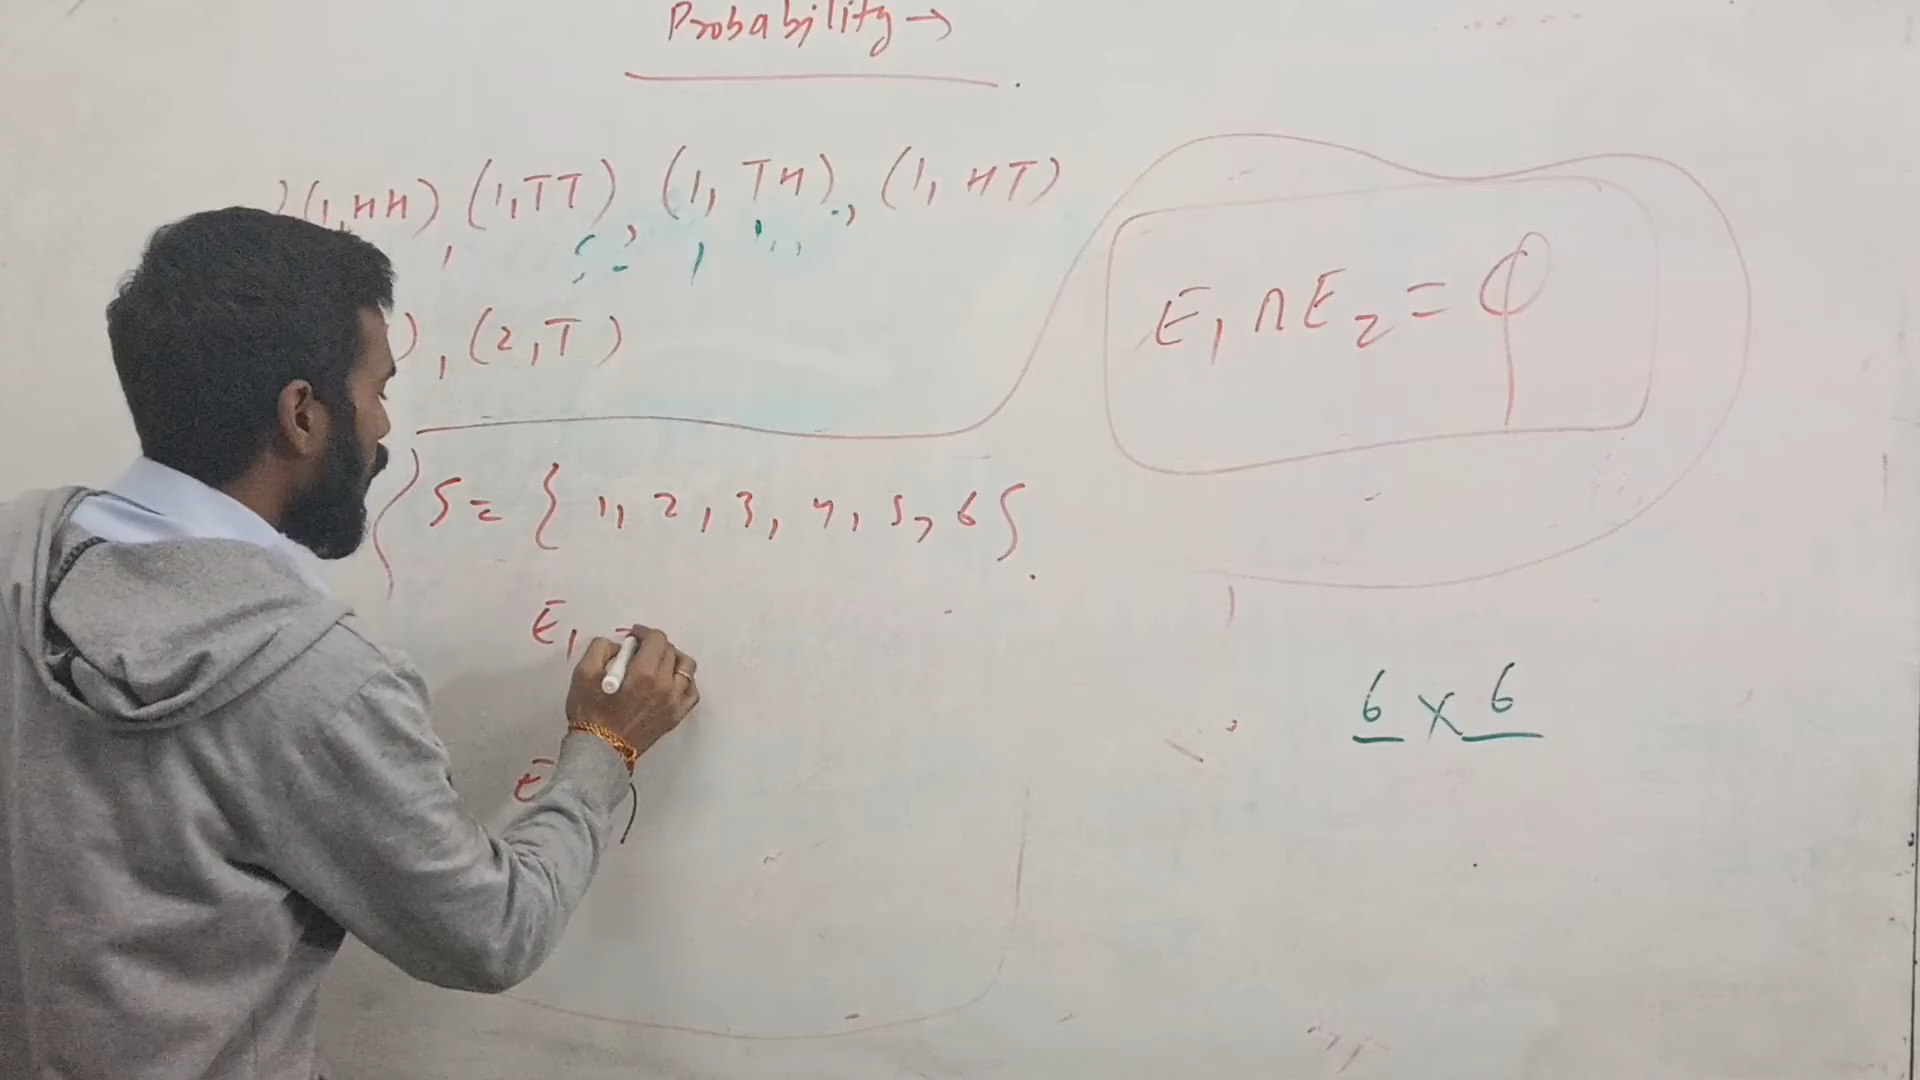 Probability →
(1,HH), (1,TT), (1, TH), (1, HT)
), (2,T)
E₁ ∩ E₂ = φ
S = { 1, 2, 3, 4, 5, 6 }
E₁ =
6 × 6
E